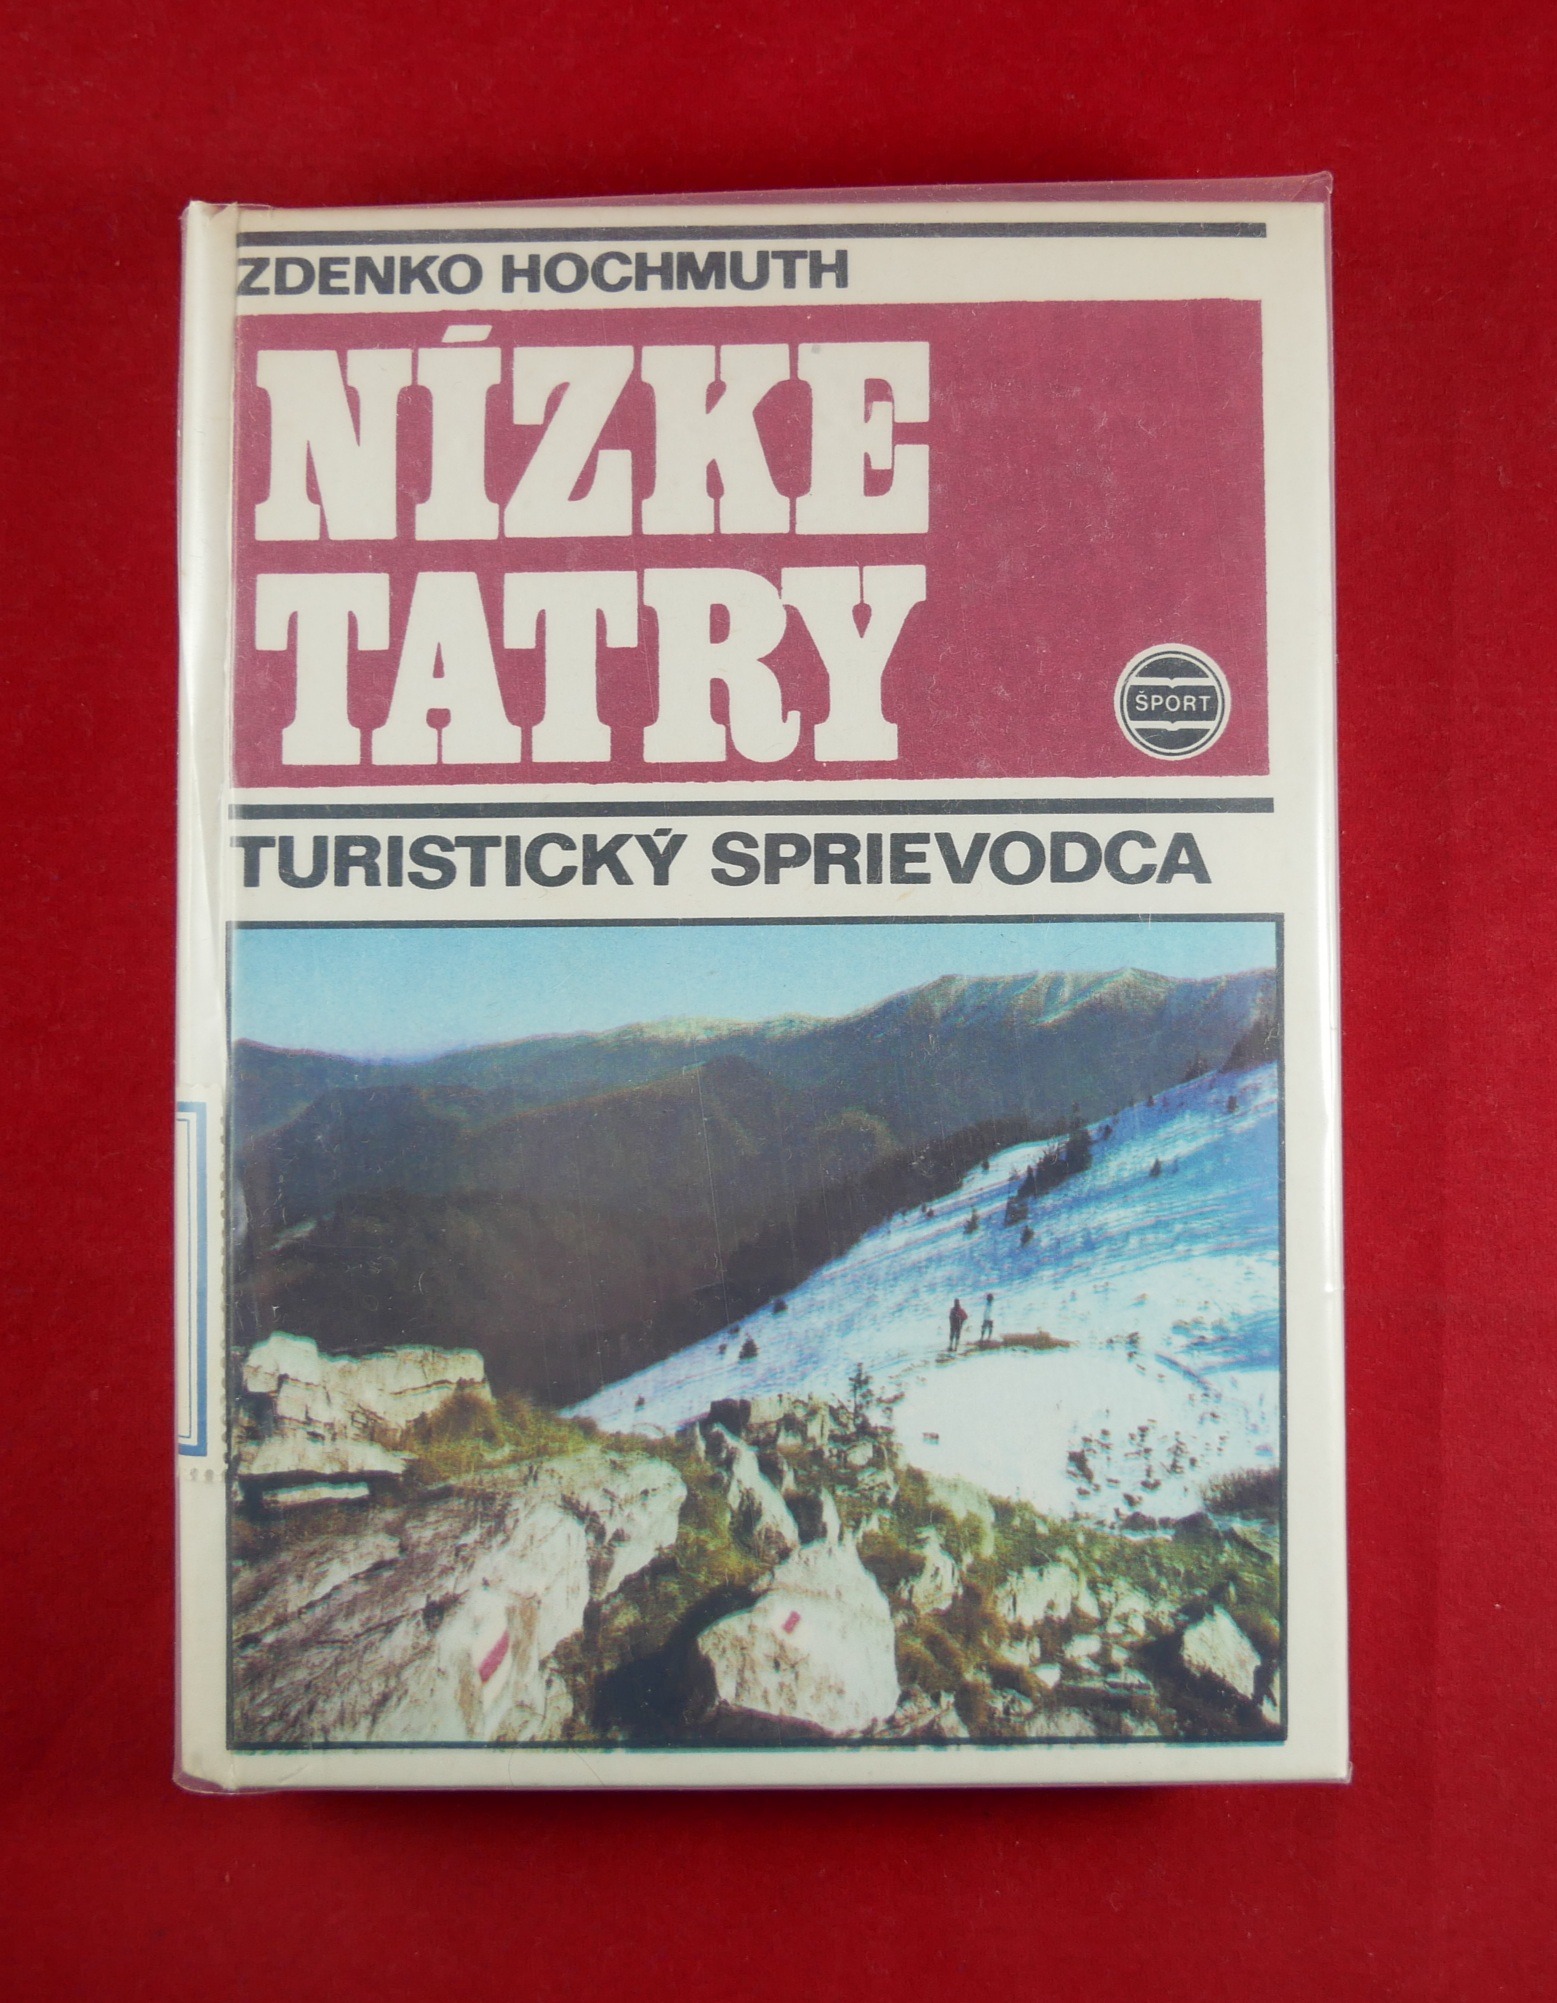 ZDENKO HOCHMUTH
NÍZKE
TATRY
ŠPORT
TURISTICKÝ SPRIEVODCA